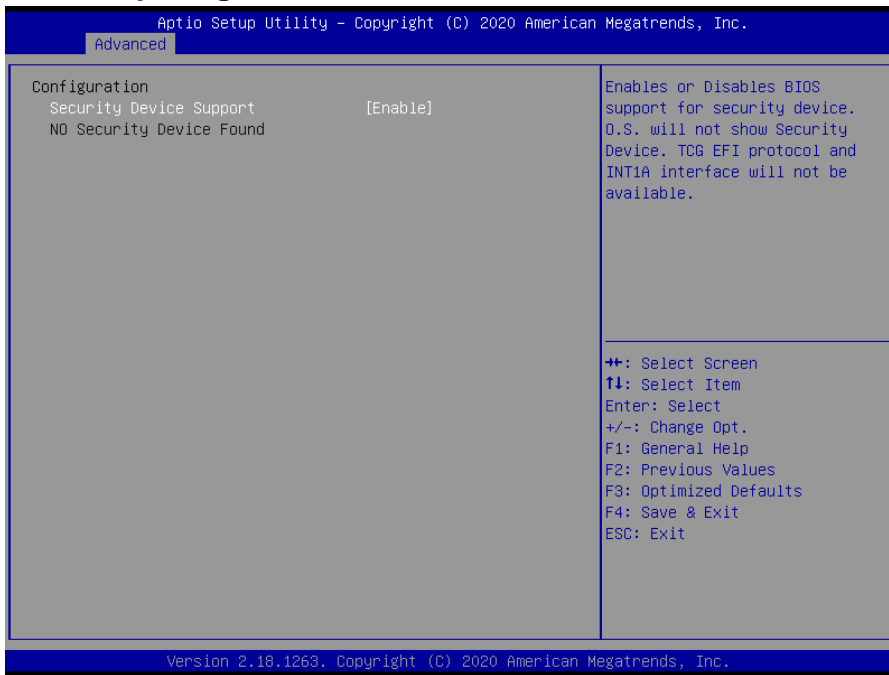 Aptio Setup Utility – Copyright (C) 2020 American Megatrends, Inc.
Advanced
Configuration
Security Device Support [Enable]
NO Security Device Found
Enables or Disables BIOS
support for security device.
O.S. will not show Security
Device. TCG EFI protocol and
INT1A interface will not be
available.
→←: Select Screen
↑↓: Select Item
Enter: Select
+/-: Change Opt.
F1: General Help
F2: Previous Values
F3: Optimized Defaults
F4: Save & Exit
ESC: Exit
Version 2.18.1263. Copyright (C) 2020 American Megatrends, Inc.